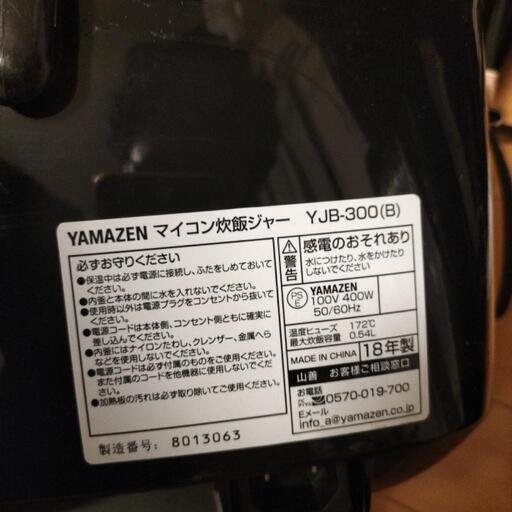 YAMAZEN マイコン炊飯ジャー YJB-300(B)
必ずお守りください
●保温中は必ず電源に接続し、ふたをしめておいて
ください。
●内釜と本体の間に水を入れないでください。
●使用時以外は電源プラグをコンセントから抜いて
ください。
●電源コードは本体側、コンセント側ともに確実に
差し込んでください。
●内釜にはナイロンたわし、クレンザー、金属へら
などを使用しないでください。
●電源コードは必ず付属のものをご使用ください。
また付属のコードを他機器に使用しないでくだ
さい。
●加熱板の汚れは必ず取り除いてご使用ください。
製造番号: 8013063
警告
感電のおそれあり
水につけたり、水をかけたり
しないでください
PS
E
YAMAZEN
100V 400W
50/60Hz
温度ヒューズ 172℃
最大炊飯容量 0.54L
MADE IN CHINA 18年製
山善 お客様ご相談窓口
お電話
0570-019-700
Eメール
info_a@yamazen.co.jp